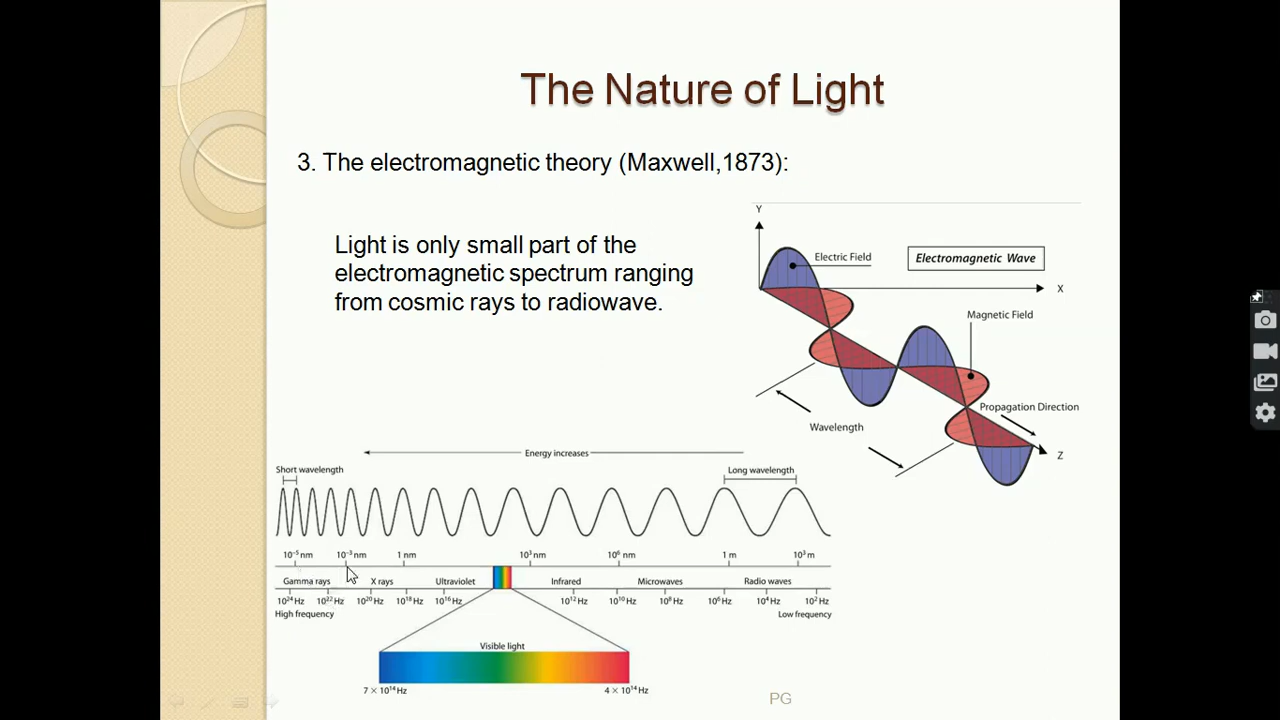 The Nature of Light
3. The electromagnetic theory (Maxwell,1873):
Light is only small part of the
electromagnetic spectrum ranging
from cosmic rays to radiowave.
Y
Electric Field
Electromagnetic Wave
X
Magnetic Field
Propagation Direction
Wavelength
Z
Energy increases
Short wavelength
Long wavelength
10⁻⁵ nm 10⁻³ nm 1 nm 10³ nm 10⁶ nm 1 m 10³ m
Gamma rays X rays Ultraviolet Infrared Microwaves Radio waves
10²⁴ Hz 10²² Hz 10²⁰ Hz 10¹⁸ Hz 10¹⁶ Hz 10¹² Hz 10¹⁰ Hz 10⁸ Hz 10⁶ Hz 10⁴ Hz 10² Hz
High frequency Low frequency
Visible light
7 × 10¹⁴ Hz 4 × 10¹⁴ Hz
PG